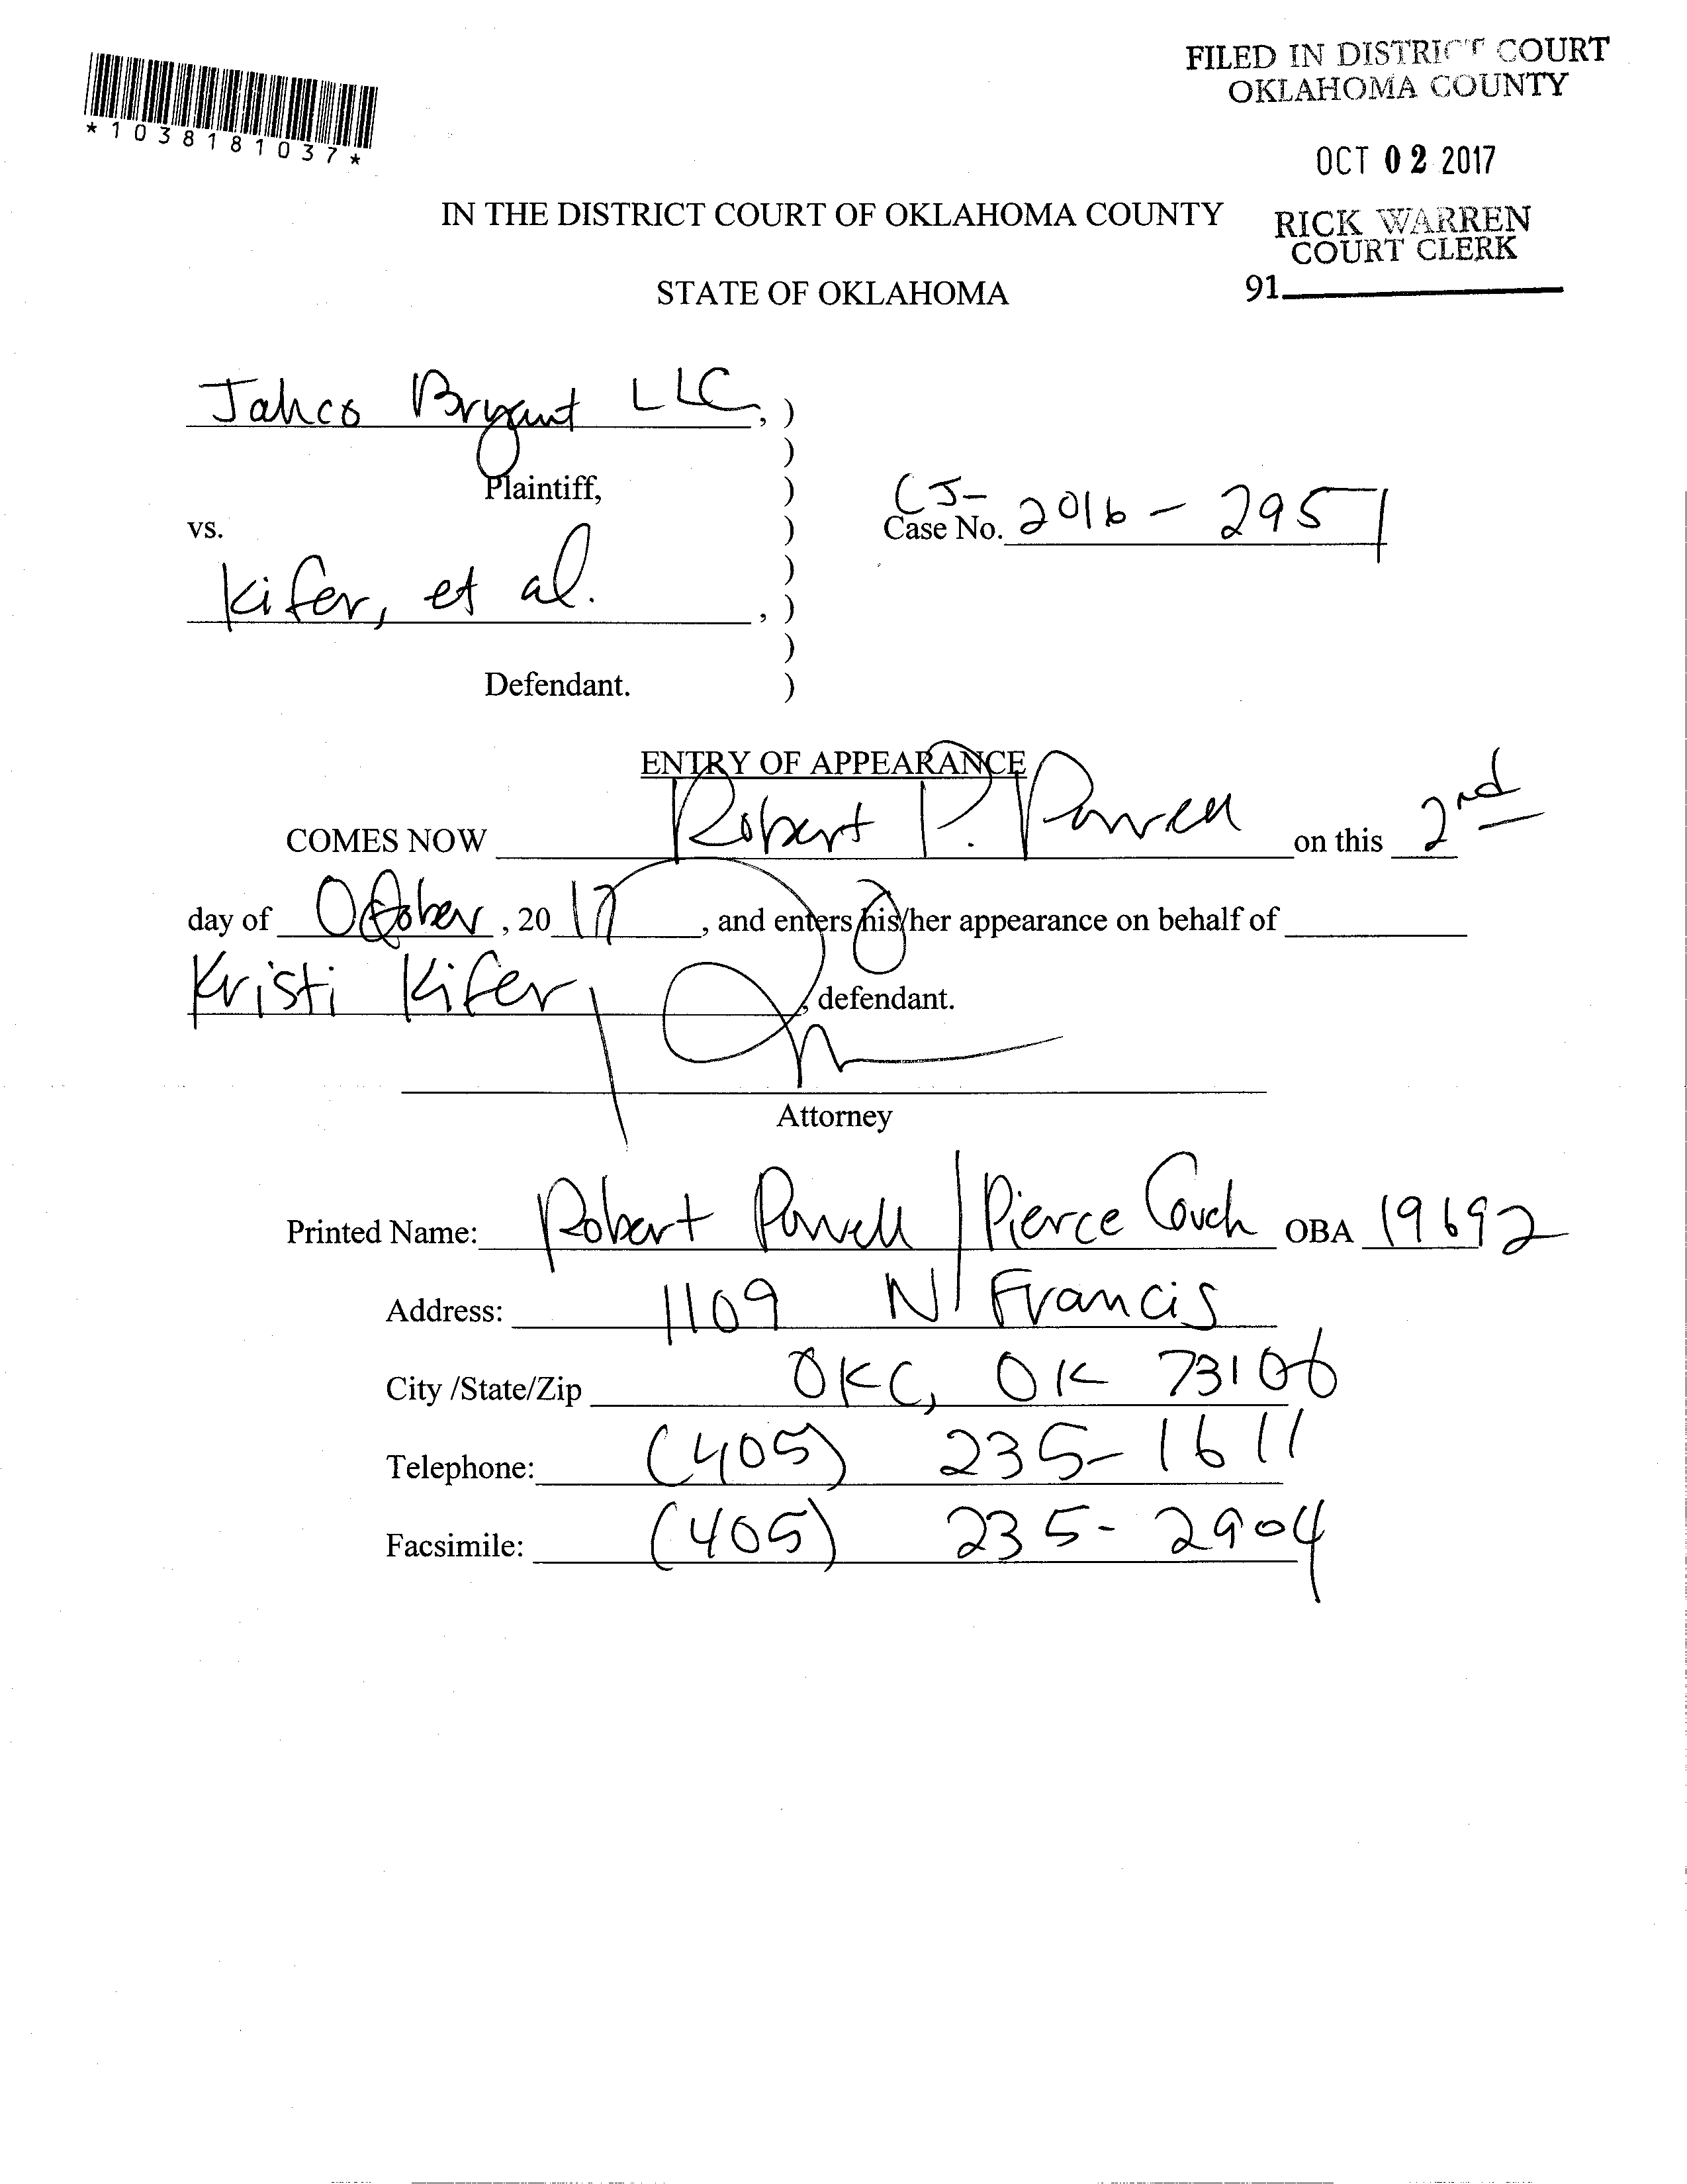 *1038181037*
FILED IN DISTRICT COURT
OKLAHOMA COUNTY
OCT 02 2017
RICK WARREN
COURT CLERK
91
IN THE DISTRICT COURT OF OKLAHOMA COUNTY
STATE OF OKLAHOMA
Jahco Bryant LLC, )
)
Plaintiff, )
vs. )
)
Kifer, et al. , )
)
Defendant. )
CJ-
Case No. 2016-2957
ENTRY OF APPEARANCE
COMES NOW Robert P. Powell on this 2nd
day of October, 2017, and enters his/her appearance on behalf of
Kristi Kifer, defendant.
Attorney
Printed Name: Robert Powell / Pierce Couch OBA 19692
Address: 1109 N Francis
City /State/Zip OKC, OK 73106
Telephone: (405) 235-1611
Facsimile: (405) 235-2904